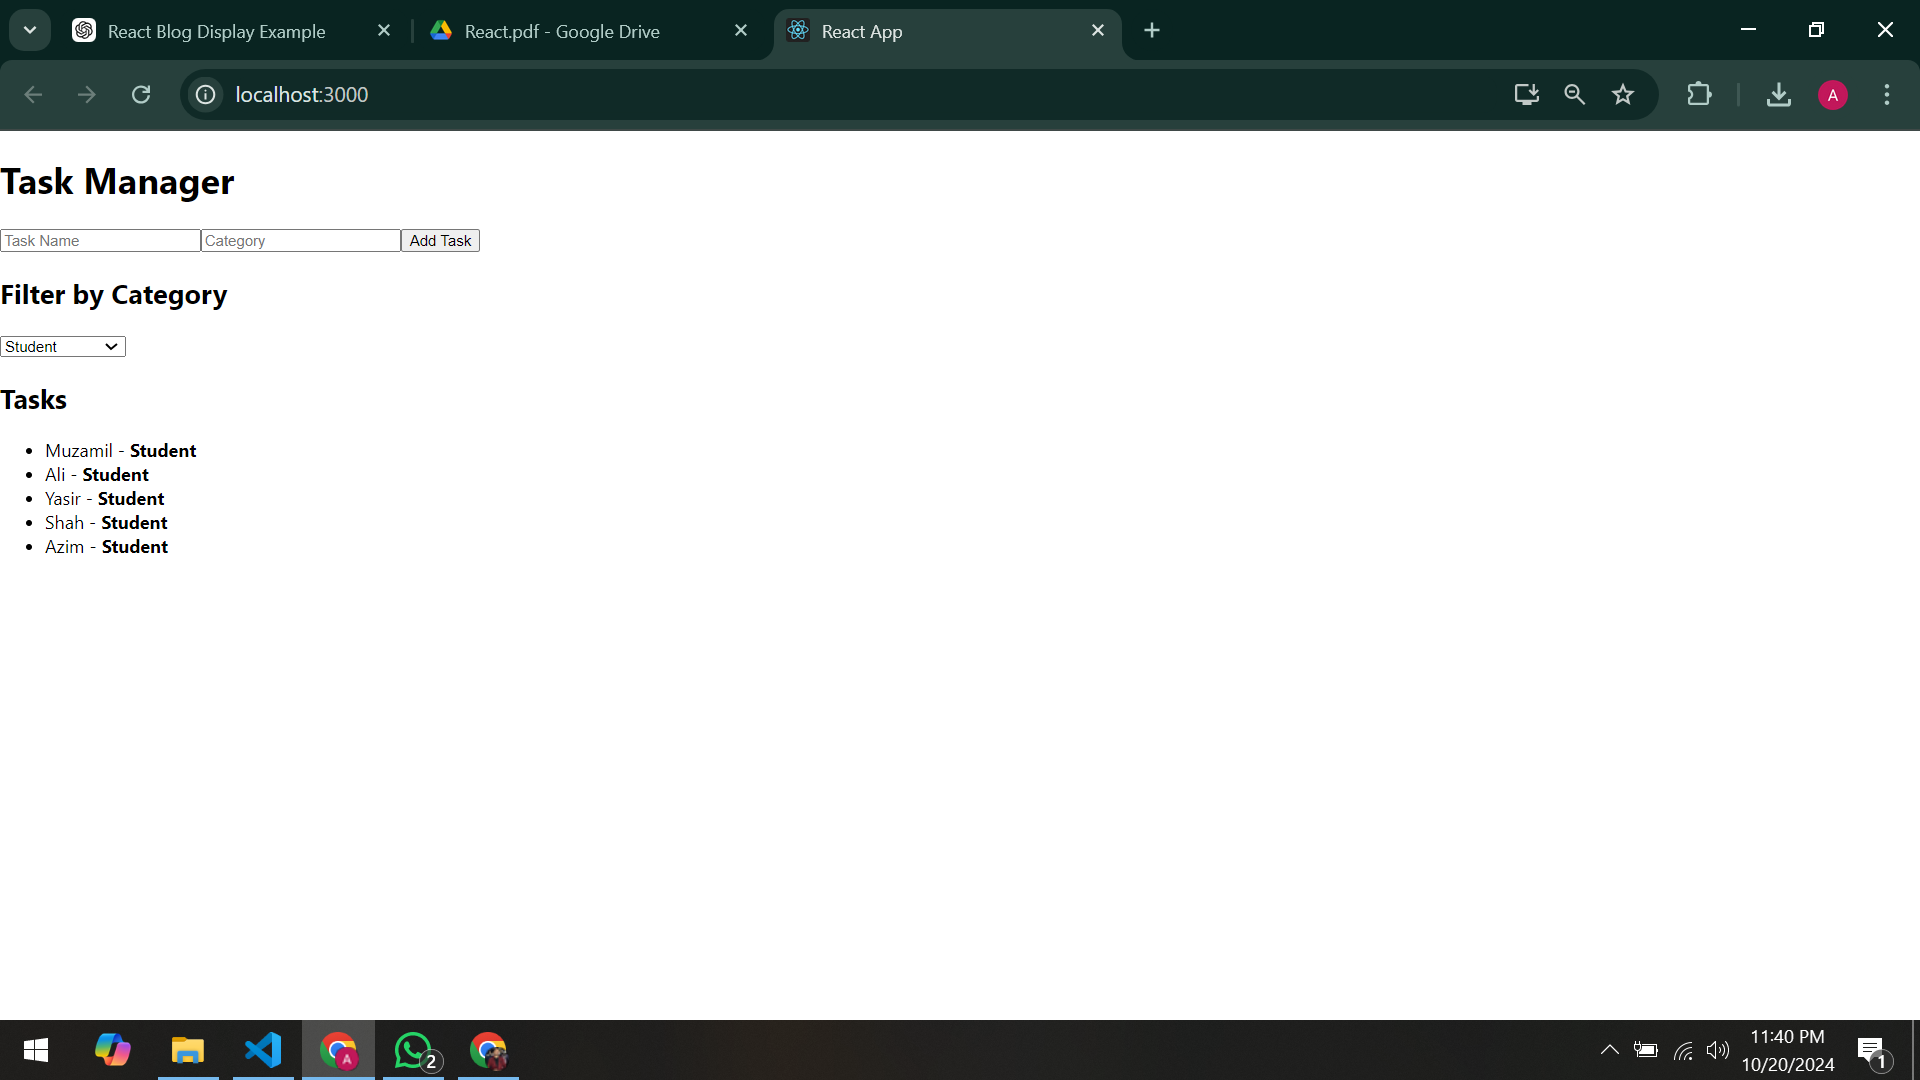 React Blog Display Example
React.pdf - Google Drive
React App
localhost:3000
A
Task Manager
Task Name
Category
Add Task
Filter by Category
Student
Tasks
Muzamil - Student
Ali - Student
Yasir - Student
Shah - Student
Azim - Student
A
2
11:40 PM
10/20/2024
1